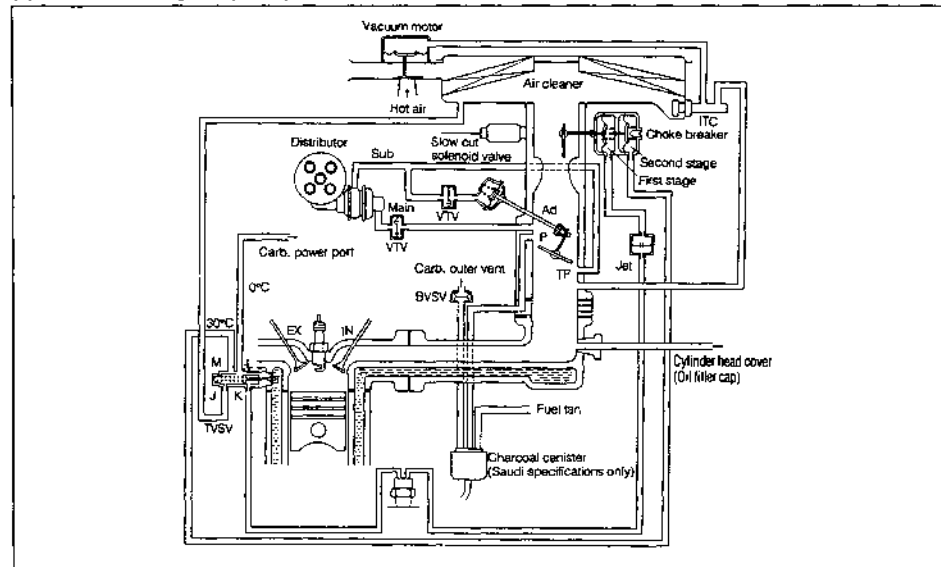 Vacuum motor
Air cleaner
Hot air
ITC
Distributor
Slow cut
solenoid valve
Choke breaker
Sub
Second stage
First stage
Main
VTV
Ad
VTV
P
Carb. power port
Jet
Carb. outer vent
TP
0°C
BVSV
30°C
EX
IN
M
Cylinder head cover
(Oil filler cap)
J
K
TVSV
Fuel tan
Charcoal canister
(Saudi specifications only)